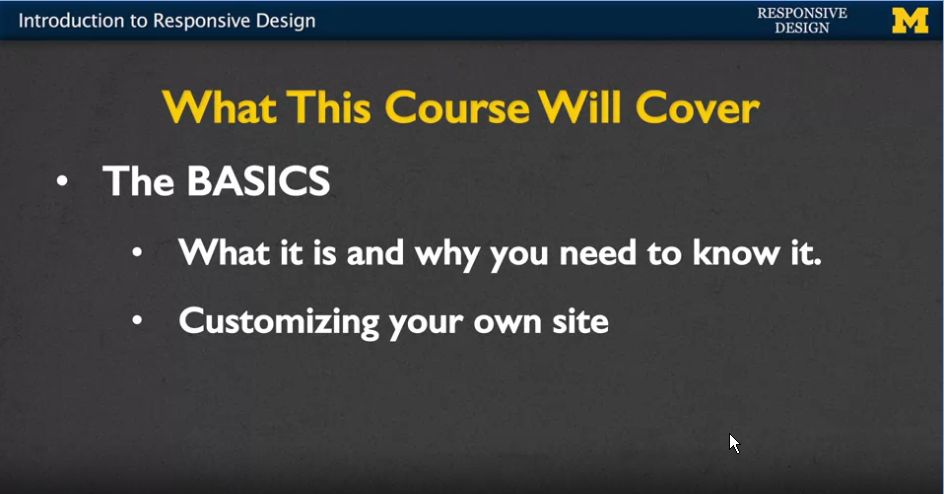 Introduction to Responsive Design
RESPONSIVE
DESIGN
M
What This Course Will Cover
• The BASICS
• What it is and why you need to know it.
• Customizing your own site